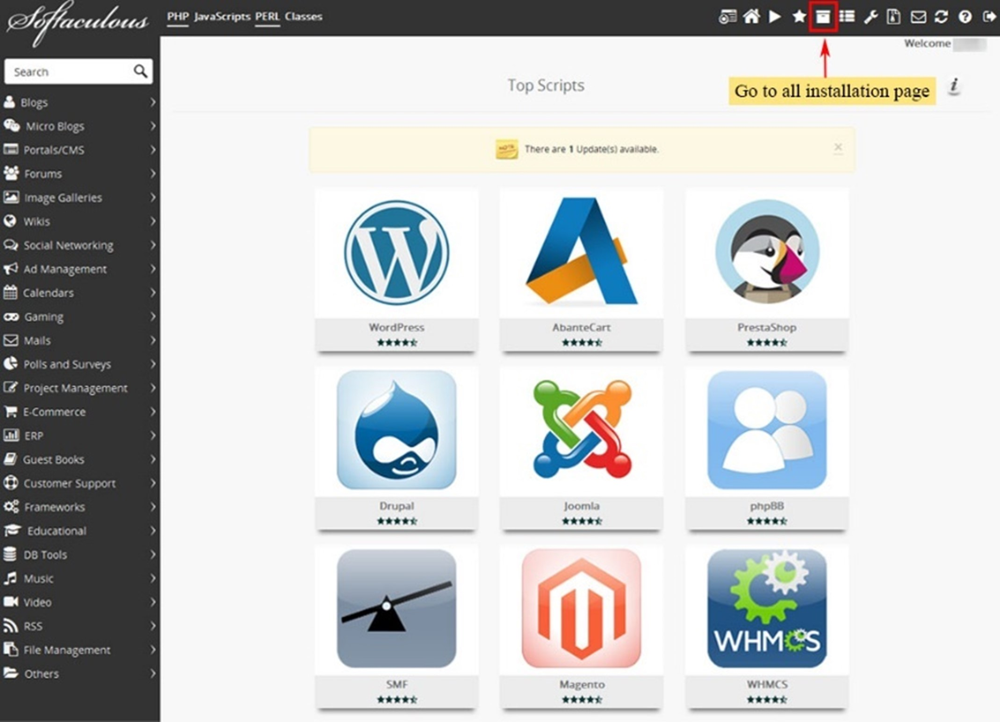 Softaculous
PHP JavaScripts PERL Classes
Welcome
Search
Top Scripts
Go to all installation page
i
NOTE
There are 1 Update(s) available.
×
Blogs
Micro Blogs
Portals/CMS
Forums
Image Galleries
Wikis
Social Networking
Ad Management
Calendars
Gaming
Mails
Polls and Surveys
Project Management
E-Commerce
ERP
Guest Books
Customer Support
Frameworks
Educational
DB Tools
Music
Video
RSS
File Management
Others
WordPress
AbanteCart
PrestaShop
Drupal
Joomla
phpBB
WHMCS
SMF
Magento
WHMCS